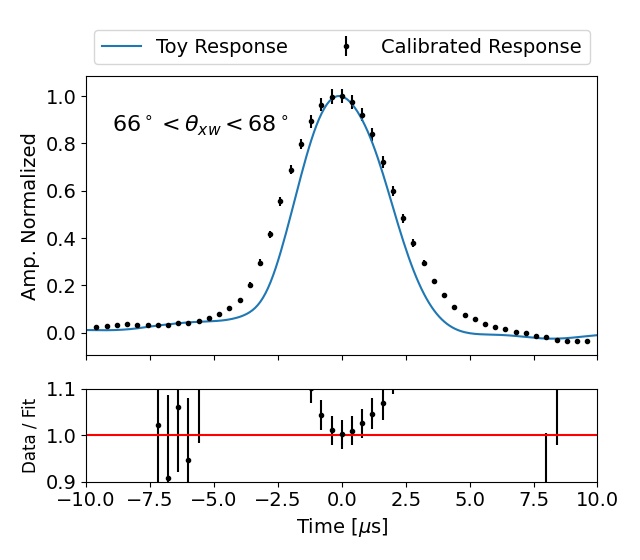 Toy Response Calibrated Response
1.0
0.8
0.6
0.4
0.2
0.0
Amp. Normalized
66° < θxw < 68°
1.1
1.0
0.9
Data / Fit
−10.0 −7.5 −5.0 −2.5 0.0 2.5 5.0 7.5 10.0
Time [μs]